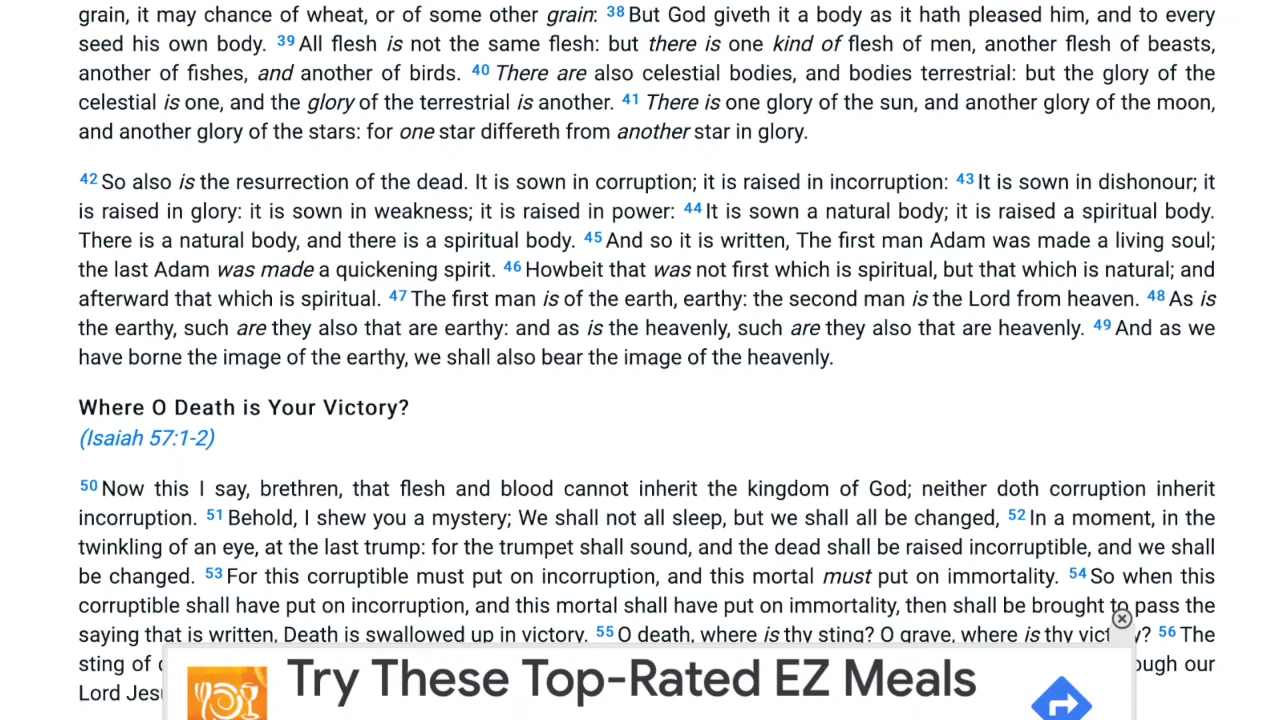 grain, it may chance of wheat, or of some other grain: 38 But God giveth it a body as it hath pleased him, and to every
seed his own body. 39 All flesh is not the same flesh: but there is one kind of flesh of men, another flesh of beasts,
another of fishes, and another of birds. 40 There are also celestial bodies, and bodies terrestrial: but the glory of the
celestial is one, and the glory of the terrestrial is another. 41 There is one glory of the sun, and another glory of the moon,
and another glory of the stars: for one star differeth from another star in glory.
42 So also is the resurrection of the dead. It is sown in corruption; it is raised in incorruption: 43 It is sown in dishonour; it
is raised in glory: it is sown in weakness; it is raised in power: 44 It is sown a natural body; it is raised a spiritual body.
There is a natural body, and there is a spiritual body. 45 And so it is written, The first man Adam was made a living soul;
the last Adam was made a quickening spirit. 46 Howbeit that was not first which is spiritual, but that which is natural; and
afterward that which is spiritual. 47 The first man is of the earth, earthy: the second man is the Lord from heaven. 48 As is
the earthy, such are they also that are earthy: and as is the heavenly, such are they also that are heavenly. 49 And as we
have borne the image of the earthy, we shall also bear the image of the heavenly.
Where O Death is Your Victory?
(Isaiah 57:1-2)
50 Now this I say, brethren, that flesh and blood cannot inherit the kingdom of God; neither doth corruption inherit
incorruption. 51 Behold, I shew you a mystery; We shall not all sleep, but we shall all be changed, 52 In a moment, in the
twinkling of an eye, at the last trump: for the trumpet shall sound, and the dead shall be raised incorruptible, and we shall
be changed. 53 For this corruptible must put on incorruption, and this mortal must put on immortality. 54 So when this
corruptible shall have put on incorruption, and this mortal shall have put on immortality, then shall be brought to pass the
saying that is written, Death is swallowed up in victory. 55 O death, where is thy sting? O grave, where is thy 56 The
sting of our
Lord
Try These Top-Rated EZ Meals